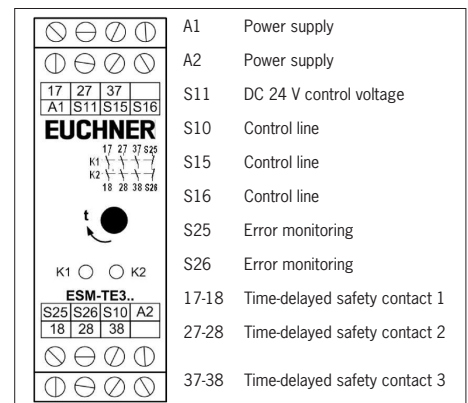 17 27 37
A1 S11 S15 S16
EUCHNER
17 27 37 S25
K1
K2
18 28 38 S26
t
K1 K2
ESM-TE3..
S25 S26 S10 A2
18 28 38
A1 Power supply
A2 Power supply
S11 DC 24 V control voltage
S10 Control line
S15 Control line
S16 Control line
S25 Error monitoring
S26 Error monitoring
17-18 Time-delayed safety contact 1
27-28 Time-delayed safety contact 2
37-38 Time-delayed safety contact 3